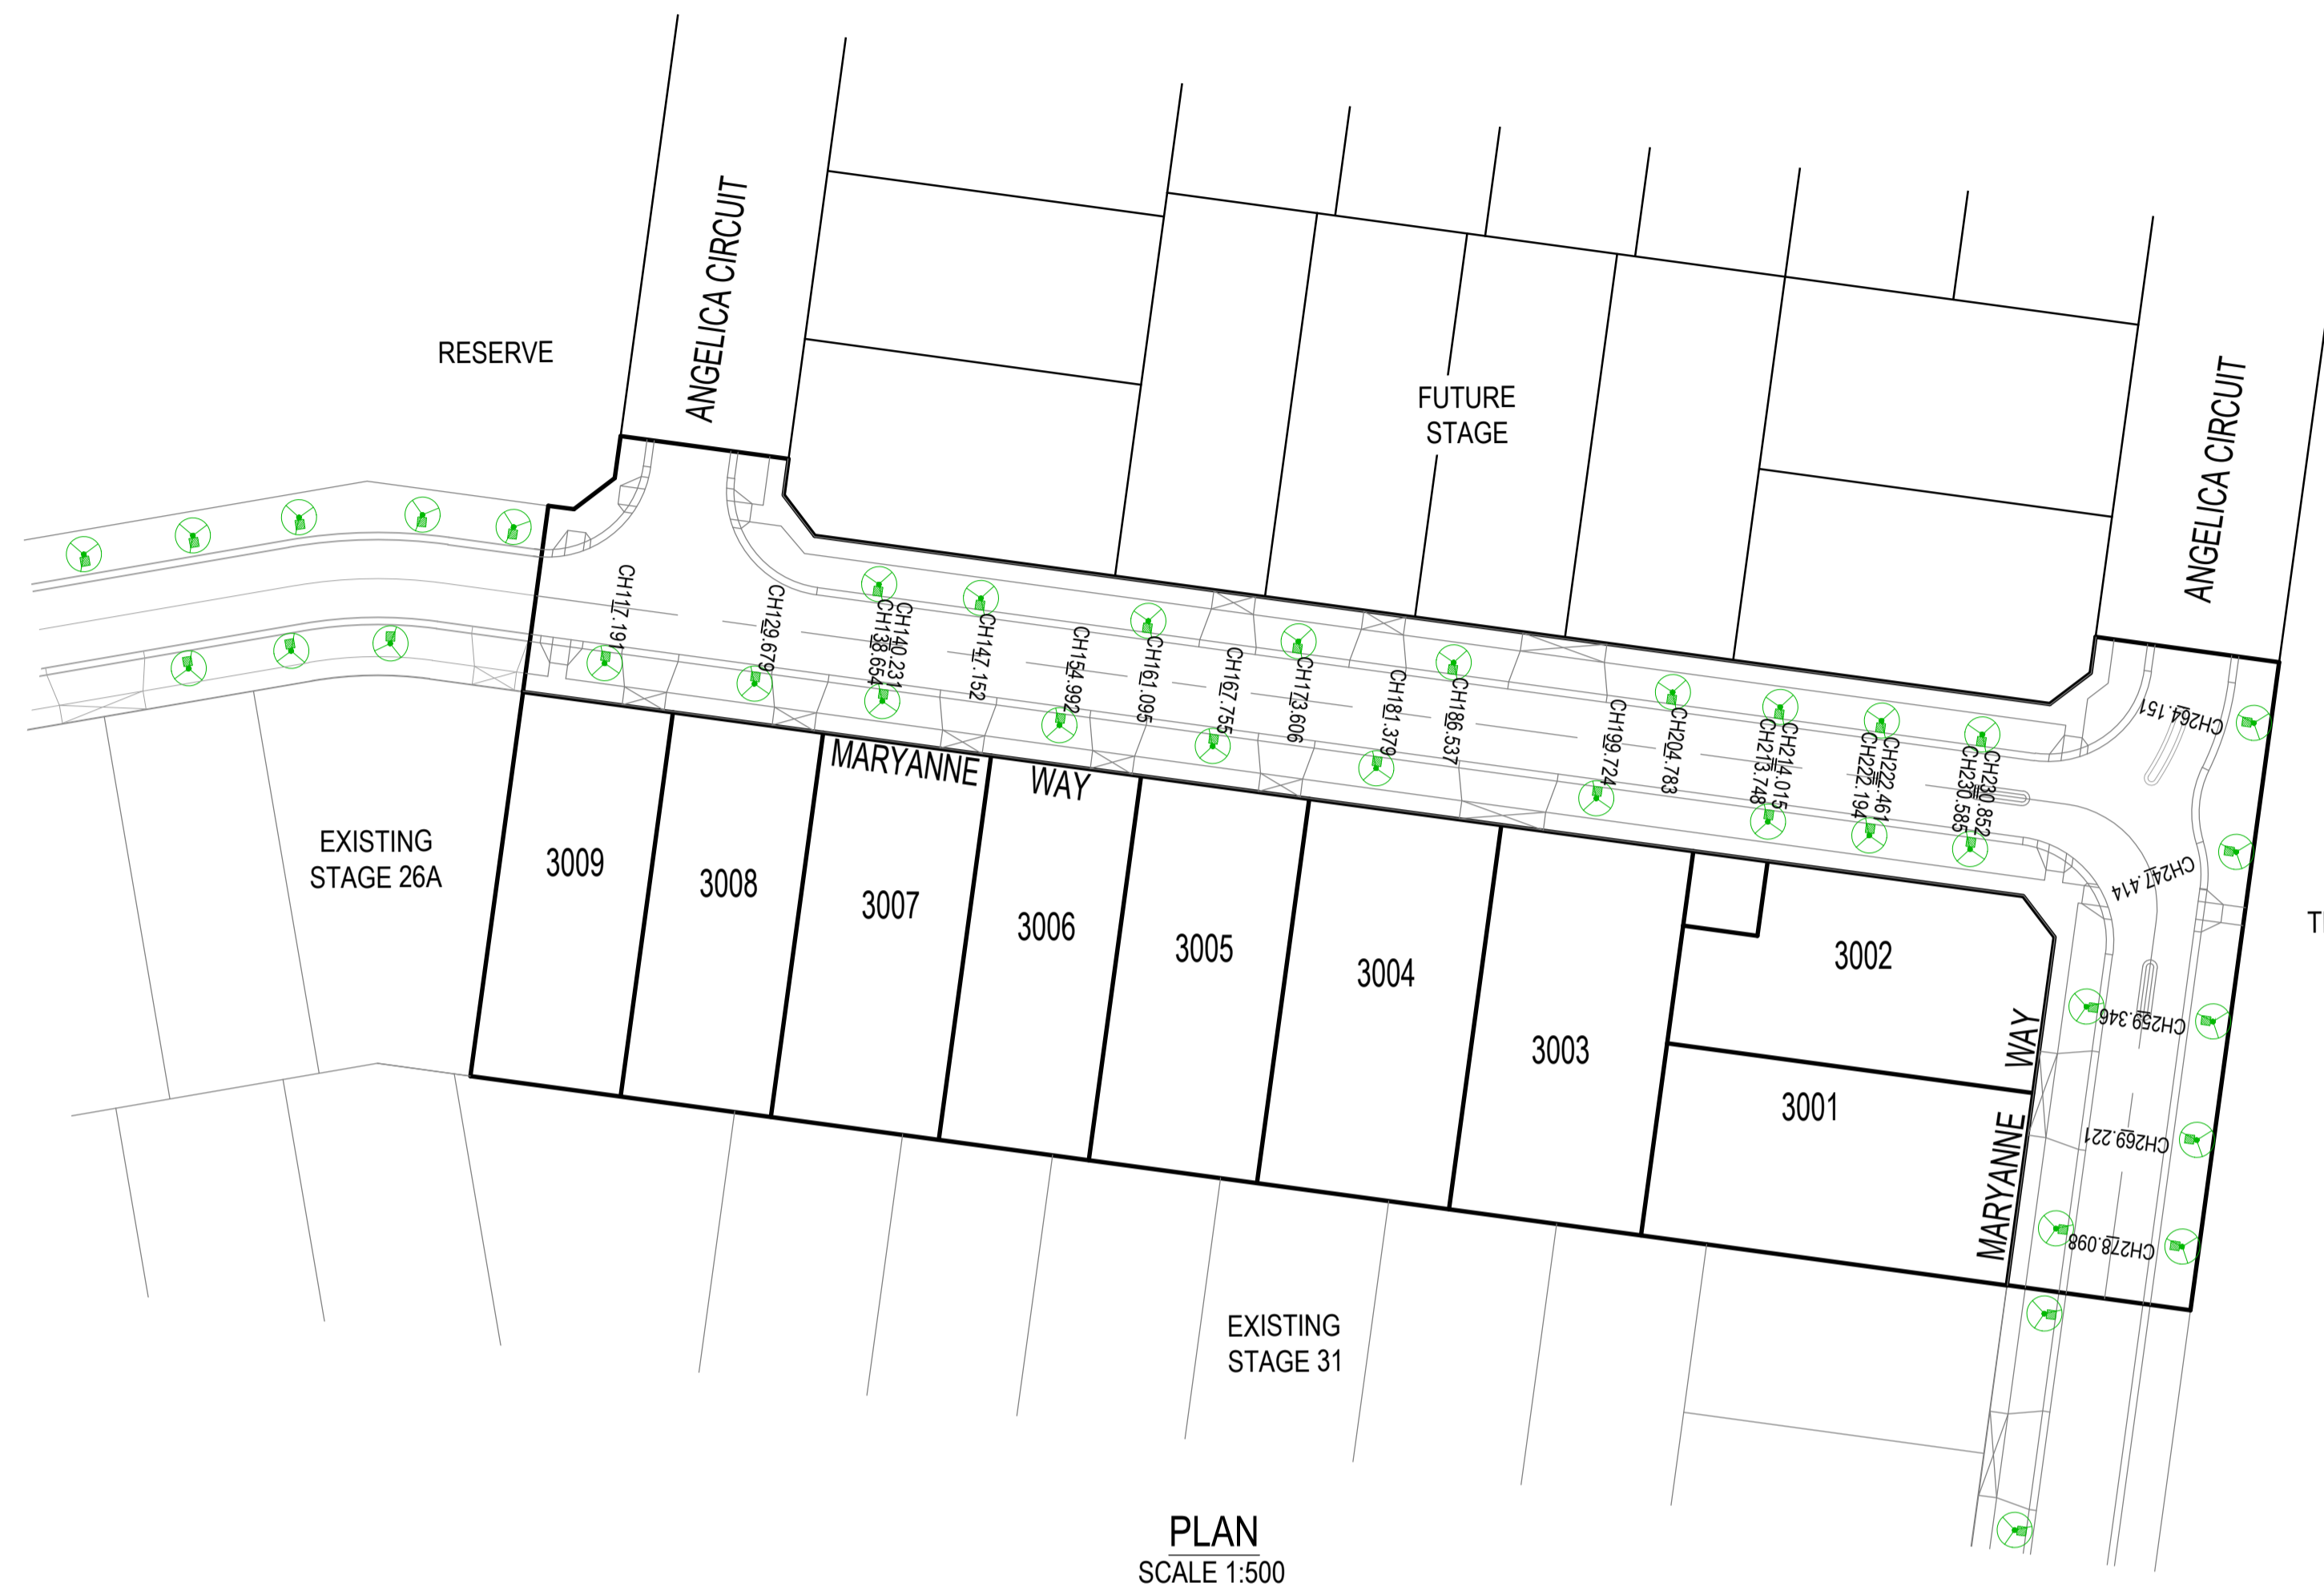 ANGELICA CIRCUIT
RESERVE
FUTURE
STAGE
ANGELICA CIRCUIT
CH117.191
CH129.679
CH138.654
CH140.231
CH147.152
CH154.992
CH161.095
CH167.755
CH173.606
CH181.379
CH186.537
CH199.724
CH204.783
CH213.748
CH214.015
CH222.194
CH222.461
CH230.585
CH230.852
CH264.151
CH247.414
CH259.346
CH269.221
CH278.098
MARYANNE WAY
EXISTING
STAGE 26A
3009
3008
3007
3006
3005
3004
3003
3002
3001
MARYANNE WAY
EXISTING
STAGE 31
PLAN
SCALE 1:500